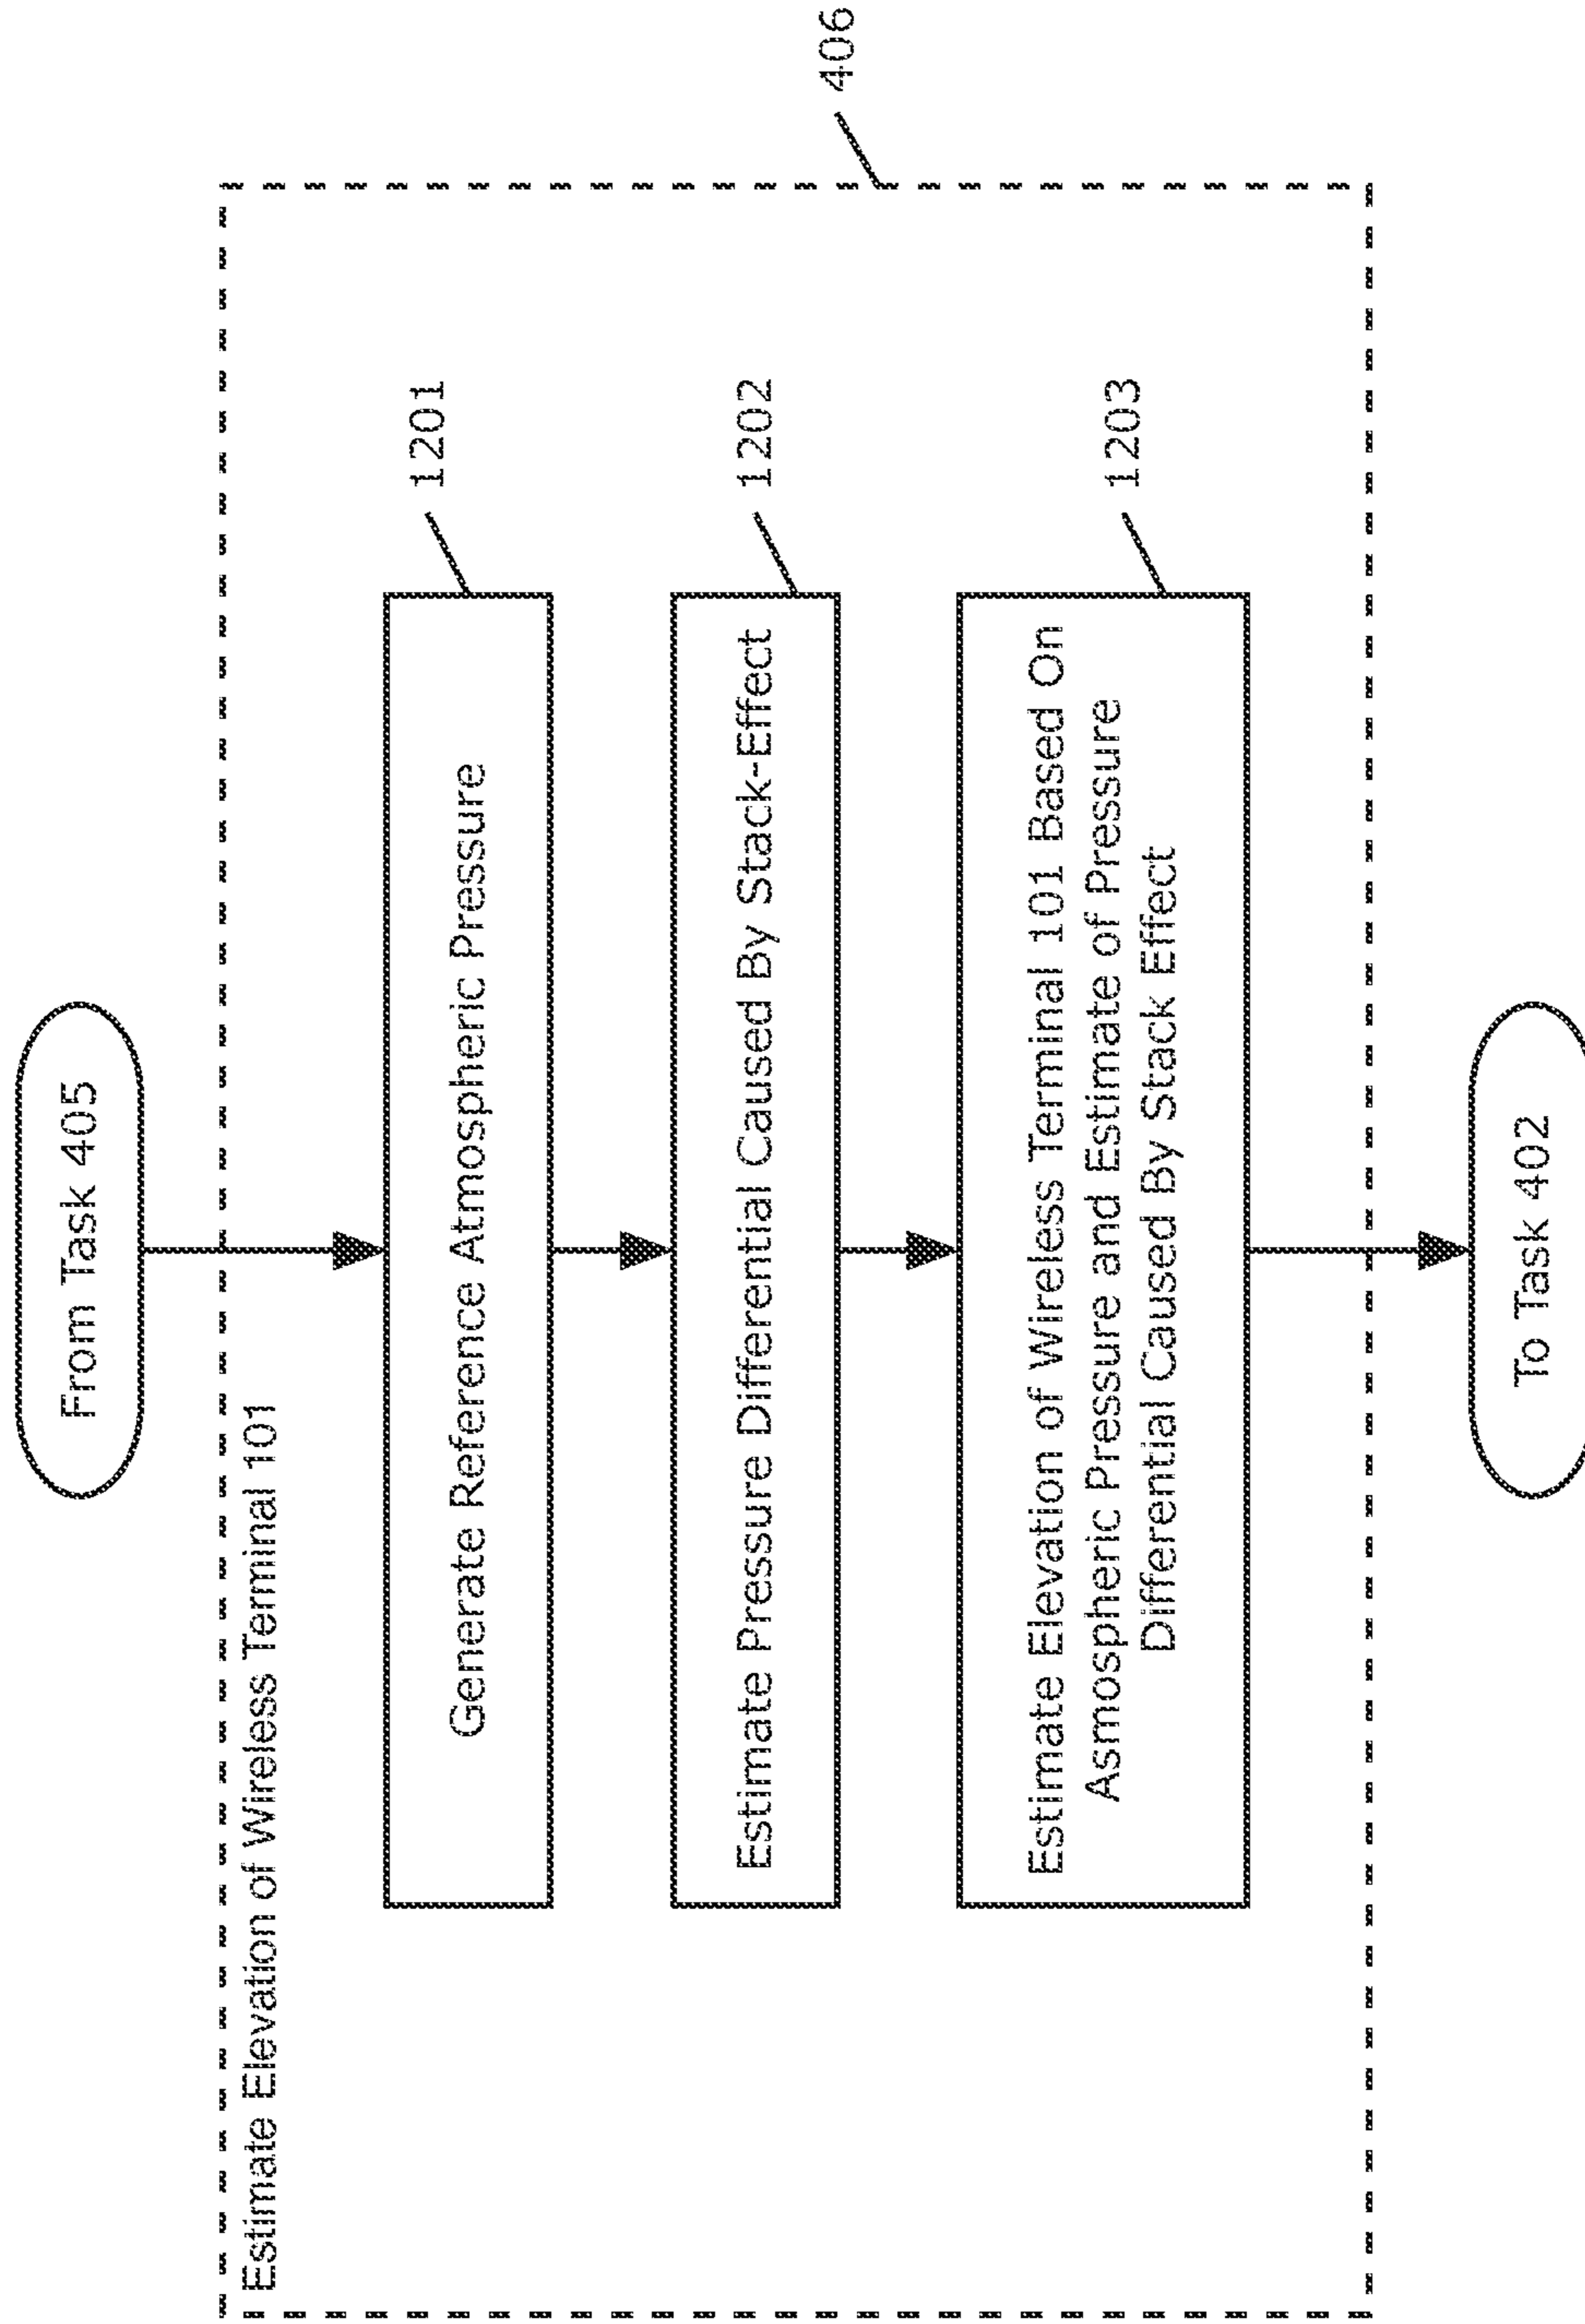 From Task 405
Estimate Elevation of Wireless Terminal 101
406
Generate Reference Atmospheric Pressure
1201
Estimate Pressure Differential Caused By Stack-Effect
1202
Estimate Elevation of Wireless Terminal 101 Based On
Asmospheric Pressure and Estimate of Pressure
Differential Caused By Stack Effect
1203
To Task 402